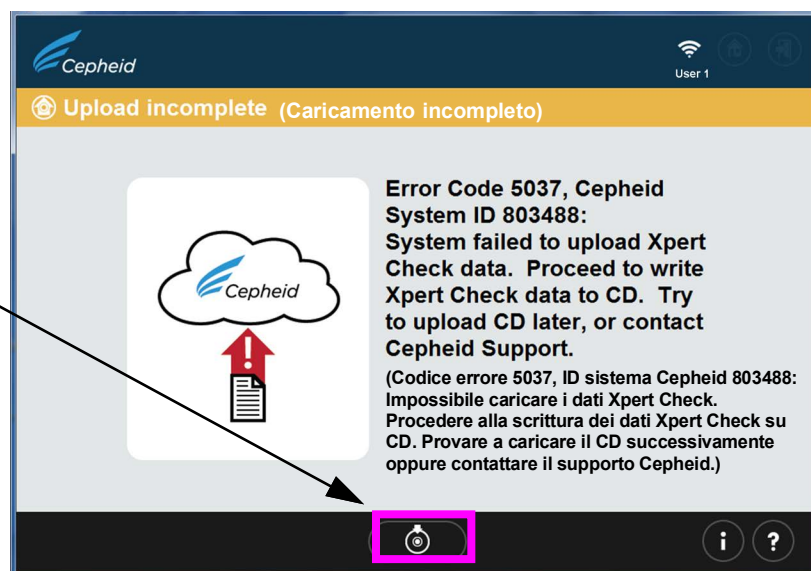 Cepheid
User 1
Upload incomplete (Caricamento incompleto)
Error Code 5037, Cepheid
System ID 803488:
System failed to upload Xpert
Check data. Proceed to write
Xpert Check data to CD. Try
to upload CD later, or contact
Cepheid Support.
(Codice errore 5037, ID sistema Cepheid 803488:
Impossibile caricare i dati Xpert Check.
Procedere alla scrittura dei dati Xpert Check su
CD. Provare a caricare il CD successivamente
oppure contattare il supporto Cepheid.)
Cepheid
!
i ?